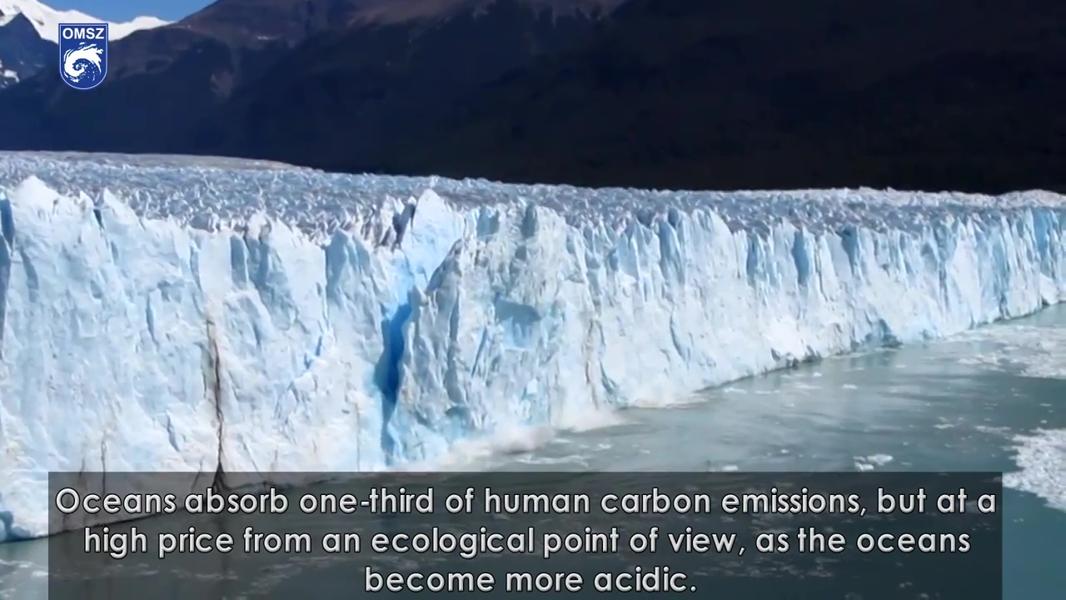 OMSZ
Oceans absorb one-third of human carbon emissions, but at a
high price from an ecological point of view, as the oceans
become more acidic.